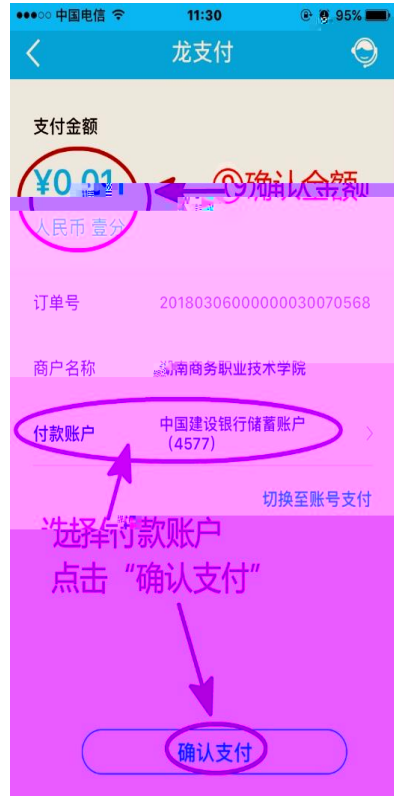 中国电信 11:30 95%
龙支付
支付金额
¥0.01 (9)确认金额
人民币 壹分
订单号 20180306000000030070568
商户名称 湖南商务职业技术学院
付款账户 中国建设银行储蓄账户
(4577)
切换至账号支付
选择付款账户
点击“确认支付”
确认支付